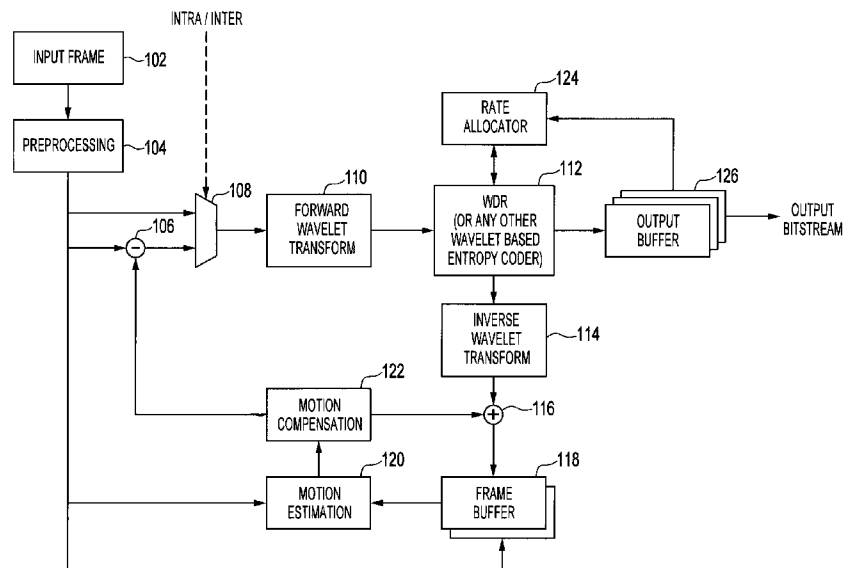 INTRA / INTER
INPUT FRAME
102
PREPROCESSING
104
124
RATE
ALLOCATOR
106
108
110
FORWARD
WAVELET
TRANSFORM
112
WDR
(OR ANY OTHER
WAVELET BASED
ENTROPY CODER)
126
OUTPUT
BUFFER
OUTPUT
BITSTREAM
INVERSE
WAVELET
TRANSFORM
114
122
MOTION
COMPENSATION
116
120
MOTION
ESTIMATION
118
FRAME
BUFFER